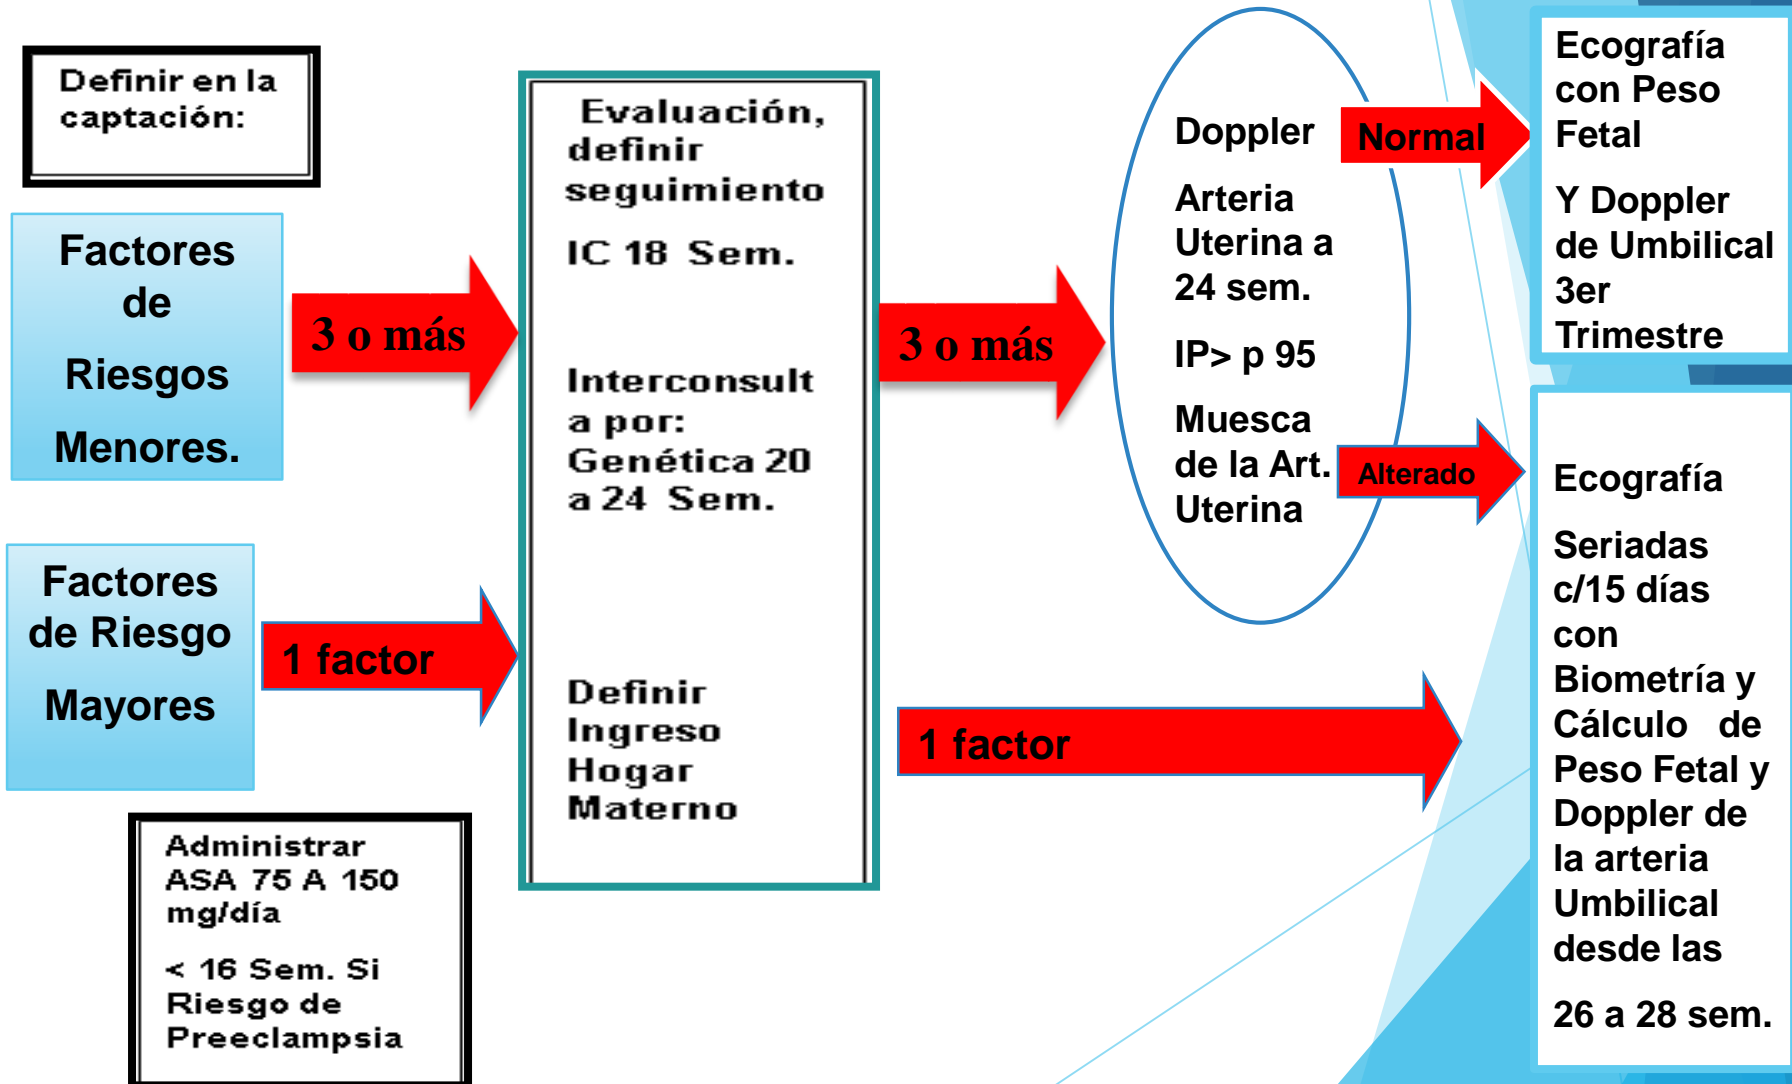 Definir en la
captación:
Factores
de
Riesgos
Menores.
3 o más
Factores
de Riesgo
Mayores
1 factor
Administrar
ASA 75 A 150
mg/día
< 16 Sem. Si
Riesgo de
Preeclampsia
Evaluación,
definir
seguimiento
IC 18 Sem.
Interconsult
a por:
Genética 20
a 24 Sem.
Definir
Ingreso
Hogar
Materno
3 o más
1 factor
Doppler
Arteria
Uterina a
24 sem.
IP> p 95
Muesca
de la Art.
Uterina
Normal
Alterado
Ecografía
con Peso
Fetal
Y Doppler
de Umbilical
3er
Trimestre
Ecografía
Seriadas
c/15 días
con
Biometría y
Cálculo de
Peso Fetal y
Doppler de
la arteria
Umbilical
desde las
26 a 28 sem.